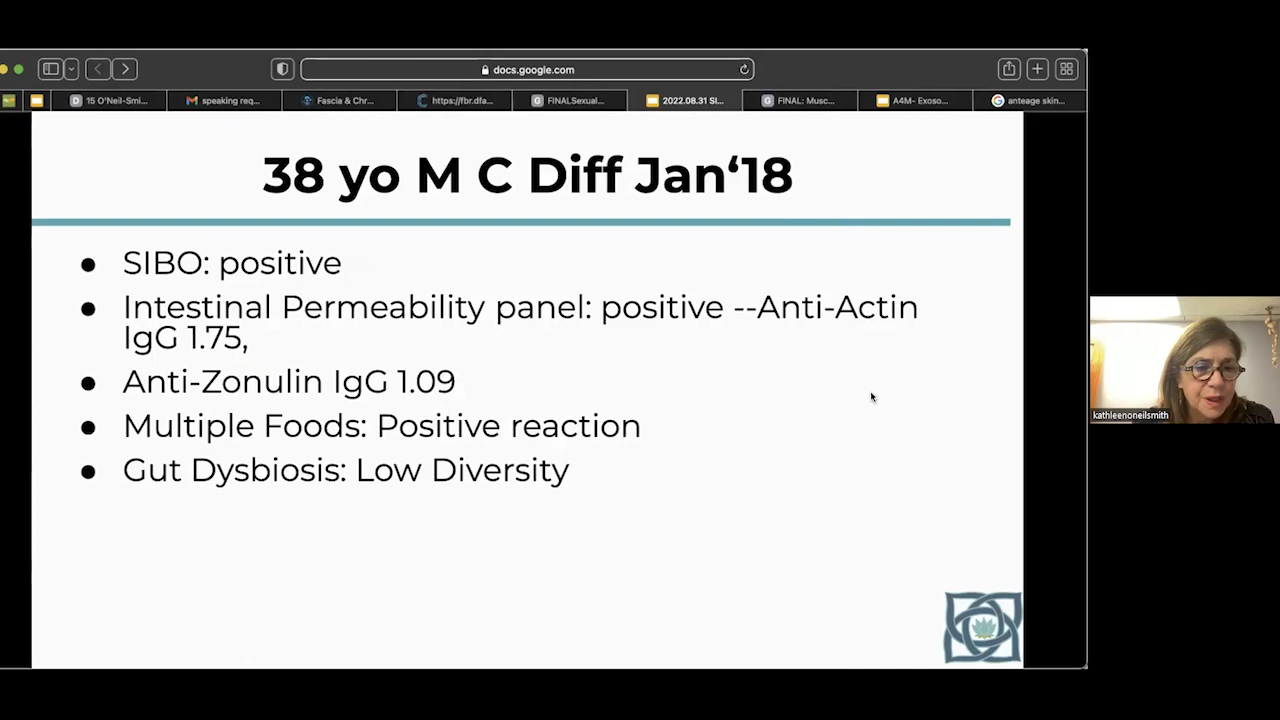 docs.google.com
15 O'Neil-Smi...
speaking req...
Fascia & Chr...
https://fbr.dfa...
FINALSexual...
2022.08.31 SI...
FINAL: Musc...
A4M- Exoso...
anteage skin...
38 yo M C Diff Jan‘18
● SIBO: positive
● Intestinal Permeability panel: positive --Anti-Actin
IgG 1.75,
● Anti-Zonulin IgG 1.09
● Multiple Foods: Positive reaction
● Gut Dysbiosis: Low Diversity
kathleenoneilsmith